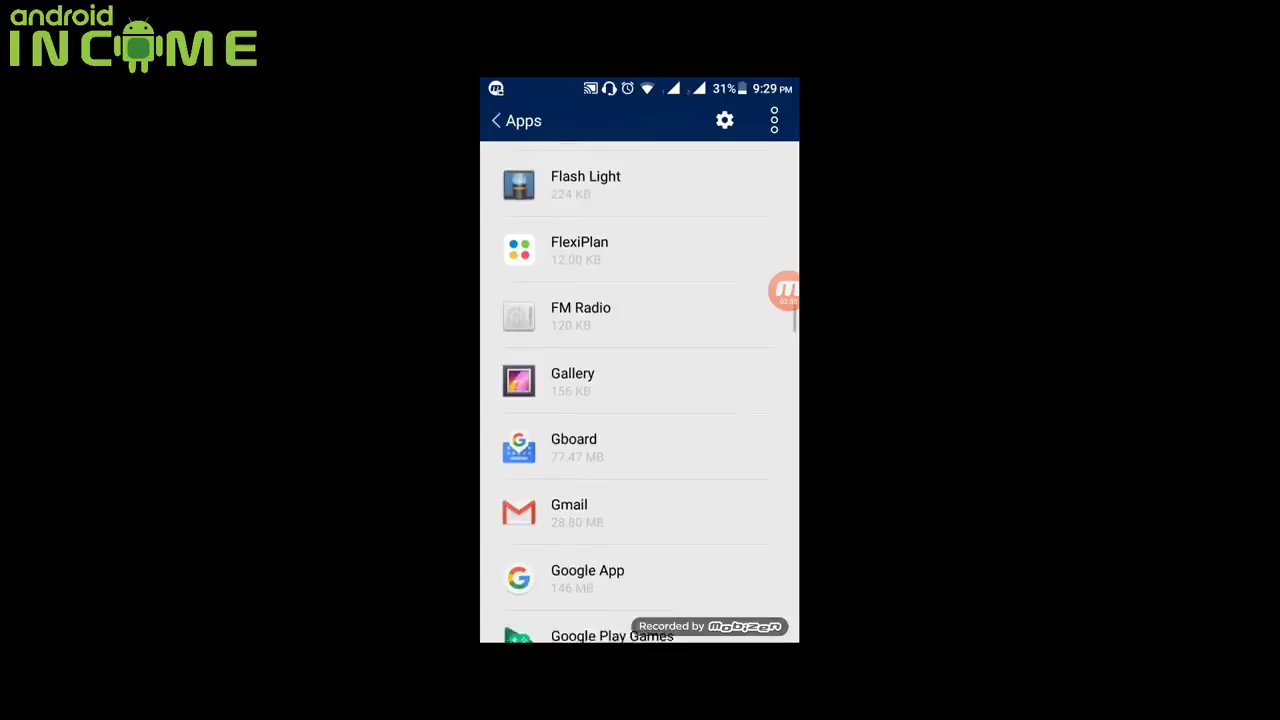 android
INCOME
31% 9:29 PM
Apps
Flash Light
224 KB
FlexiPlan
12.00 KB
FM Radio
120 KB
Gallery
156 KB
Gboard
77.47 MB
Gmail
28.80 MB
Google App
146 MB
Google Play Games
Recorded by mobizen